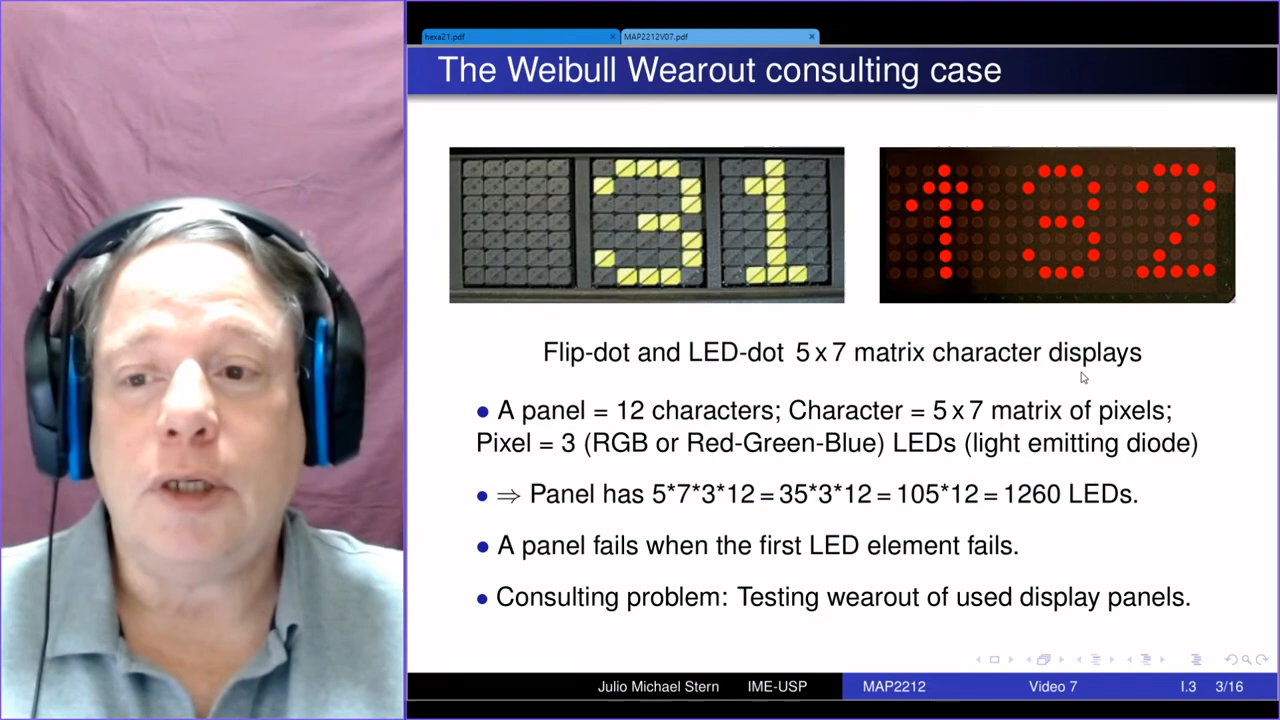 hexa21.pdf
MAP2212V07.pdf
The Weibull Wearout consulting case
31
32
Flip-dot and LED-dot 5 x 7 matrix character displays
• A panel = 12 characters; Character = 5 x 7 matrix of pixels;
Pixel = 3 (RGB or Red-Green-Blue) LEDs (light emitting diode)
• ⇒ Panel has 5*7*3*12 = 35*3*12 = 105*12 = 1260 LEDs.
• A panel fails when the first LED element fails.
• Consulting problem: Testing wearout of used display panels.
Julio Michael Stern IME-USP MAP2212 Video 7 I.3 3/16